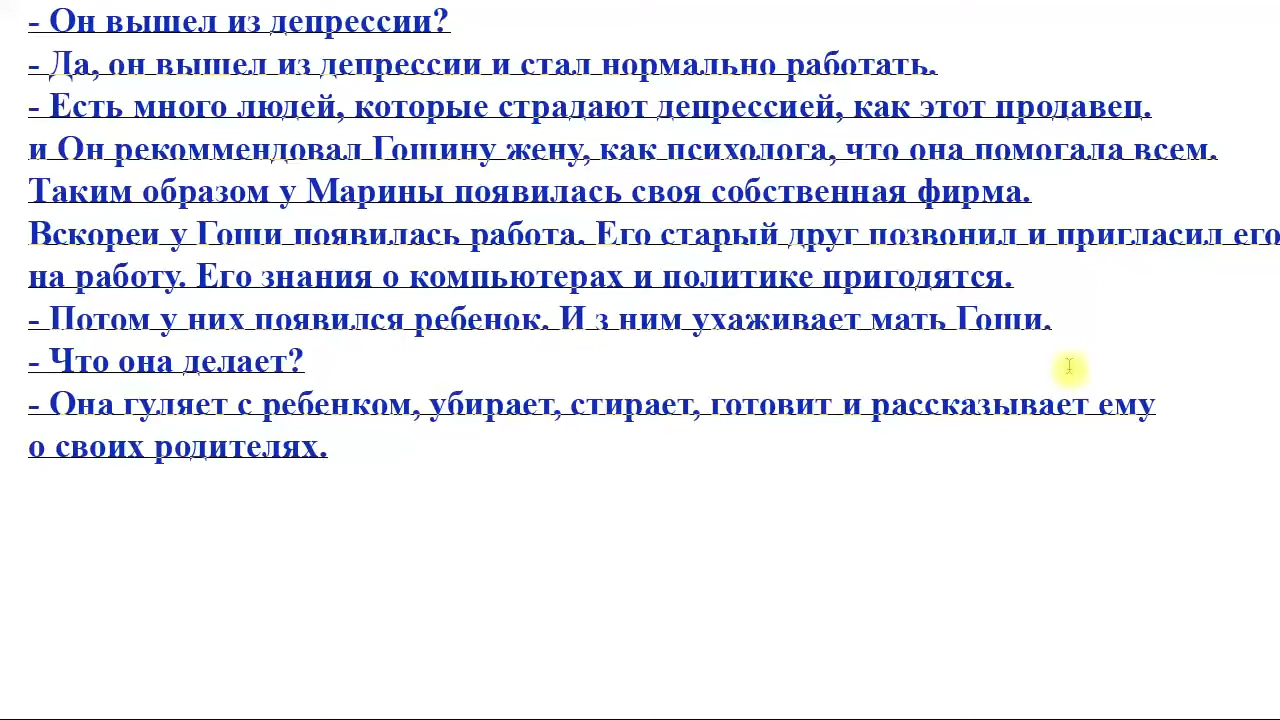 - Он вышел из депрессии?
- Да, он вышел из депрессии и стал нормально работать.
- Есть много людей, которые страдают депрессией, как этот продавец.
и Он рекоммендовал Гошину жену, как психолога, что она помогала всем.
Таким образом у Марины появилась своя собственная фирма.
Вскореи у Гоши появилась работа. Его старый друг позвонил и пригласил его
на работу. Его знания о компьютерах и политике пригодятся.
- Потом у них появился ребенок. И з ним ухаживает мать Гоши.
- Что она делает?
- Она гуляет с ребенком, убирает, стирает, готовит и рассказывает ему
о своих родителях.